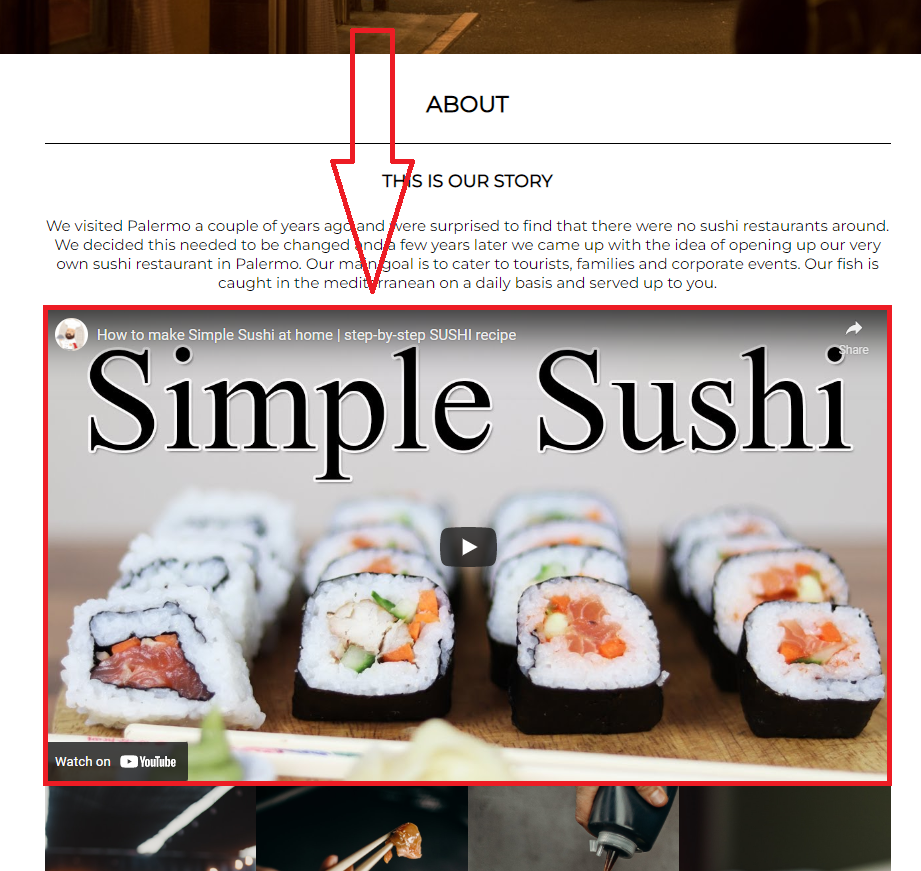 ABOUT
THIS IS OUR STORY
We visited Palermo a couple of years ago and were surprised to find that there were no sushi restaurants around.
We decided this needed to be changed and a few years later we came up with the idea of opening up our very
own sushi restaurant in Palermo. Our main goal is to cater to tourists, families and corporate events. Our fish is
caught in the mediterranean on a daily basis and served up to you.
How to make Simple Sushi at home | step-by-step SUSHI recipe
Share
Simple Sushi
Watch on YouTube